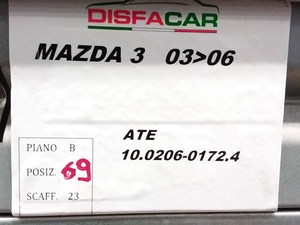 DISFACAR
MAZDA 3 03>06
ATE
10.0206-0172.4
PIANO B
POSIZ. 69
SCAFF. 23